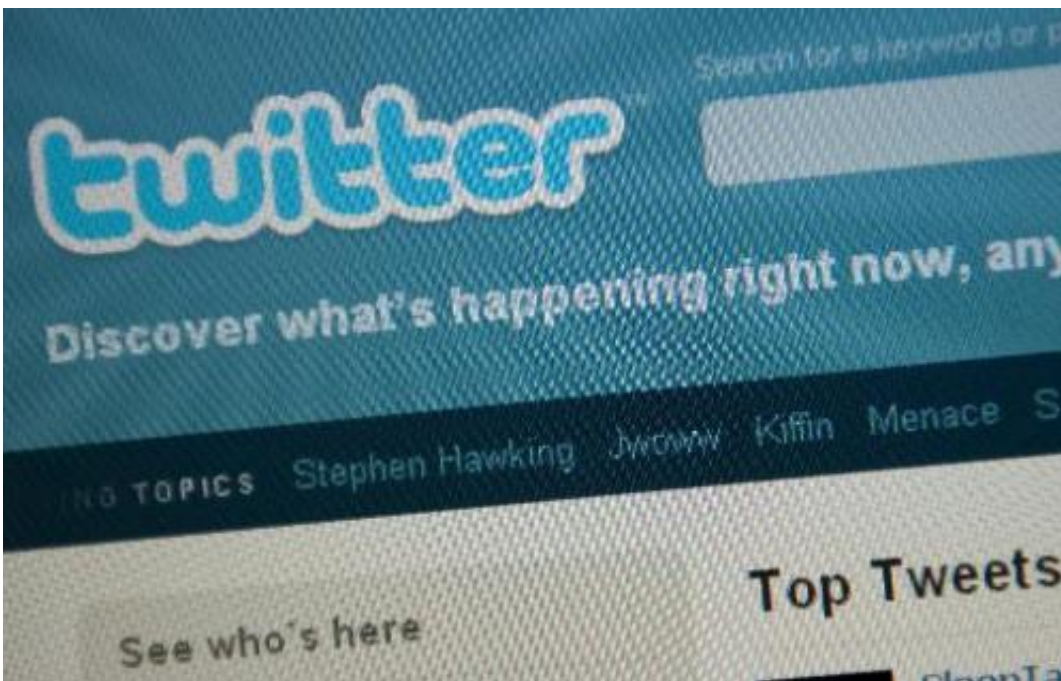 Search for a keyword or p
twitter
Discover what's happening right now, any
NG TOPICS Stephen Hawking Jwoww Kiffin Menace S
Top Tweets
See who's here